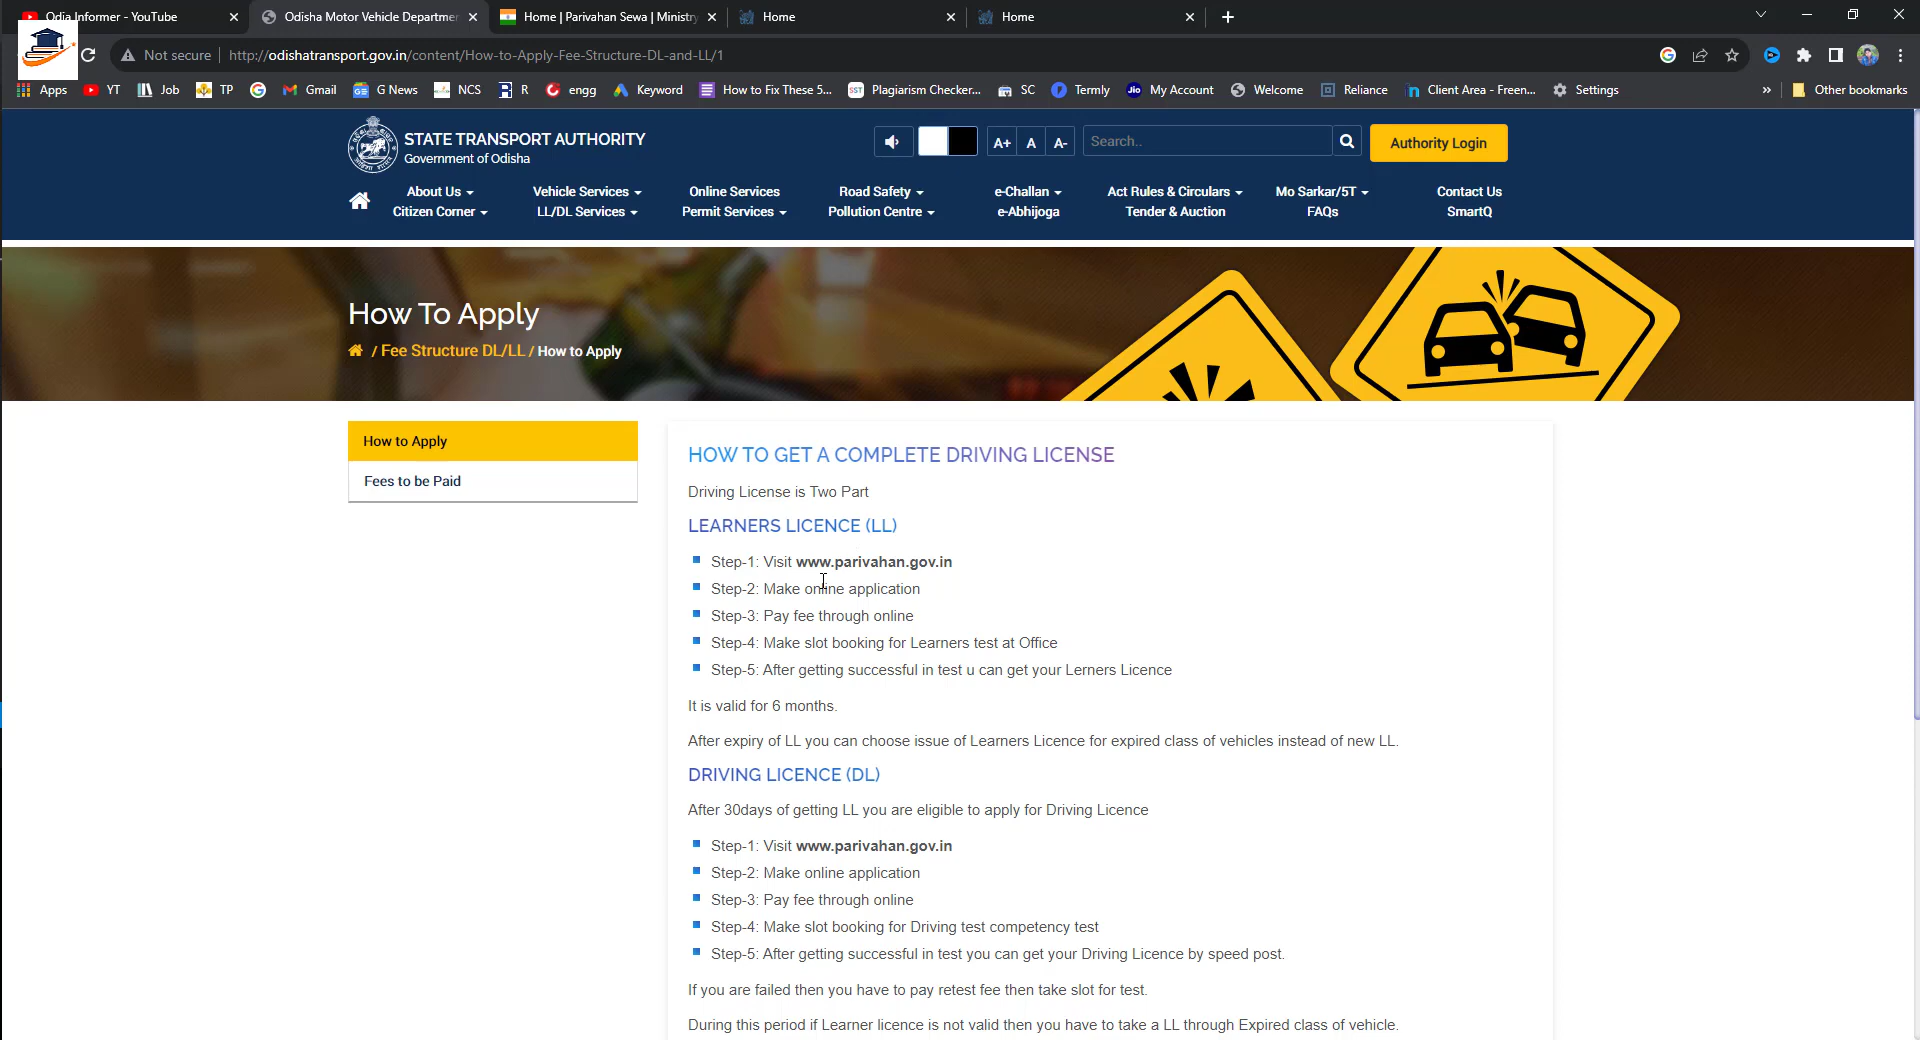 Odia Informer - YouTube
Odisha Motor Vehicle Departme
Home | Parivahan Sewa | Ministry
Home
Home
Not secure
http://odishatransport.gov.in/content/How-to-Apply-Fee-Structure-DL-and-LL/1
Apps
YT
Job
TP
Gmail
G News
NCS
R
engg
Keyword
How to Fix These 5...
Plagiarism Checker...
SC
Termly
My Account
Welcome
Reliance
Client Area - Freen...
Settings
»
Other bookmarks
STATE TRANSPORT AUTHORITY
Government of Odisha
A+
A
A-
Search..
Authority Login
About Us
Vehicle Services
Online Services
Road Safety
e-Challan
Act Rules & Circulars
Mo Sarkar/5T
Contact Us
Citizen Corner
LL/DL Services
Permit Services
Pollution Centre
e-Abhijoga
Tender & Auction
FAQs
SmartQ
How To Apply
/ Fee Structure DL/LL / How to Apply
How to Apply
Fees to be Paid
HOW TO GET A COMPLETE DRIVING LICENSE
Driving License is Two Part
LEARNERS LICENCE (LL)
Step-1: Visit www.parivahan.gov.in
Step-2: Make online application
Step-3: Pay fee through online
Step-4: Make slot booking for Learners test at Office
Step-5: After getting successful in test u can get your Lerners Licence
It is valid for 6 months.
After expiry of LL you can choose issue of Learners Licence for expired class of vehicles instead of new LL.
DRIVING LICENCE (DL)
After 30days of getting LL you are eligible to apply for Driving Licence
Step-1: Visit www.parivahan.gov.in
Step-2: Make online application
Step-3: Pay fee through online
Step-4: Make slot booking for Driving test competency test
Step-5: After getting successful in test you can get your Driving Licence by speed post.
If you are failed then you have to pay retest fee then take slot for test.
During this period if Learner licence is not valid then you have to take a LL through Expired class of vehicle.